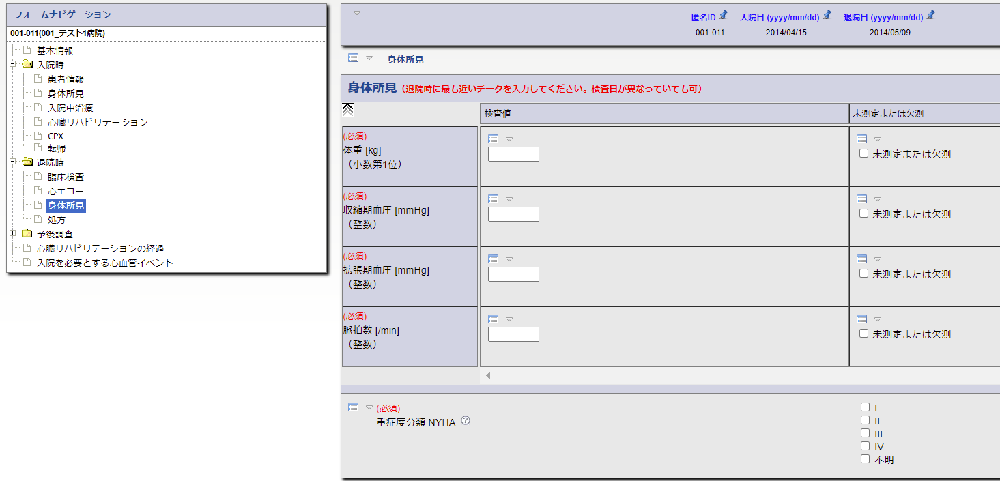 フォームナビゲーション
001-011(001_テスト1病院)
基本情報
入院時
患者情報
身体所見
入院中治療
心臓リハビリテーション
CPX
転帰
退院時
臨床検査
心エコー
身体所見
処方
予後調査
心臓リハビリテーションの経過
入院を必要とする心血管イベント
匿名ID 入院日 (yyyy/mm/dd) 退院日 (yyyy/mm/dd)
001-011 2014/04/15 2014/05/09
身体所見
身体所見 (退院時に最も近いデータを入力してください。検査日が異なっていても可)
検査値 未測定または欠測
(必須)
体重 [kg]
（小数第1位）
未測定または欠測
(必須)
収縮期血圧 [mmHg]
（整数）
未測定または欠測
(必須)
拡張期血圧 [mmHg]
（整数）
未測定または欠測
(必須)
脈拍数 [/min]
（整数）
未測定または欠測
(必須)
重症度分類 NYHA ?
I
II
III
IV
不明